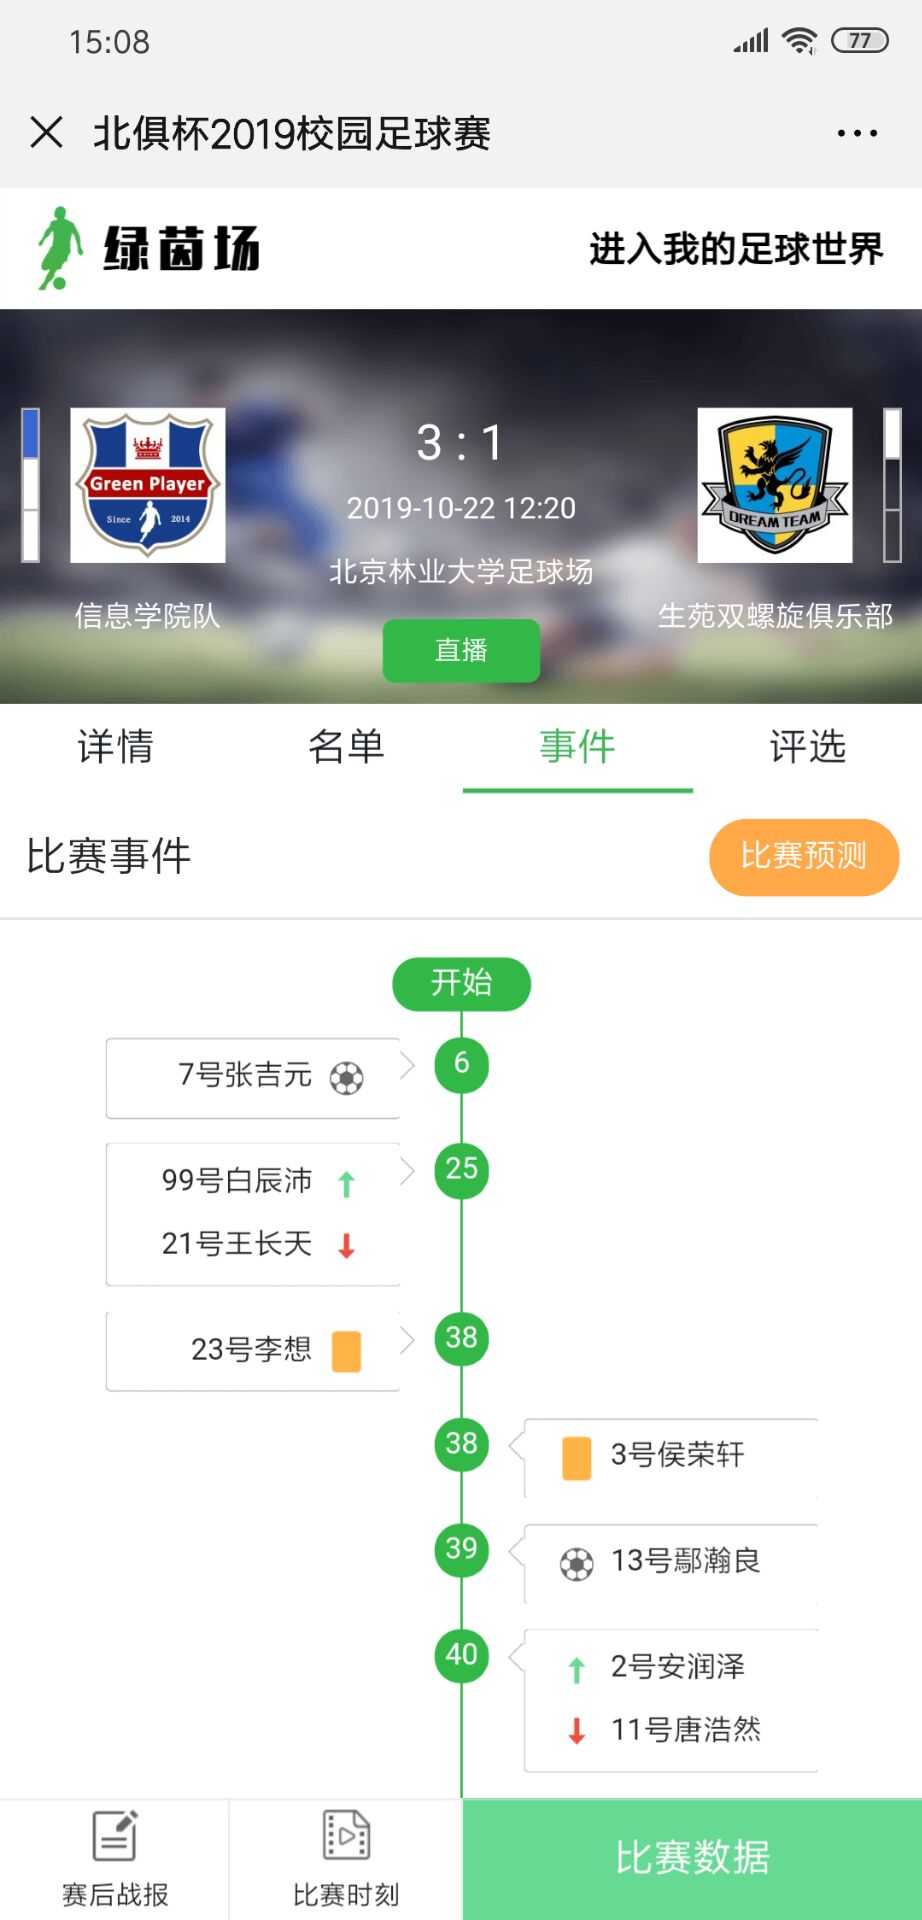 15:08
77
北俱杯2019校园足球赛
绿茵场
进入我的足球世界
3 : 1
Green Player
Since 2014
DREAM TEAM
2019-10-22 12:20
北京林业大学足球场
信息学院队
生苑双螺旋俱乐部
直播
详情 名单 事件 评选
比赛事件
比赛预测
开始
7号张吉元
6
99号白辰沛
25
21号王长天
23号李想
38
38
3号侯荣轩
39
13号鄢瀚良
40
2号安润泽
11号唐浩然
赛后战报
比赛时刻
比赛数据